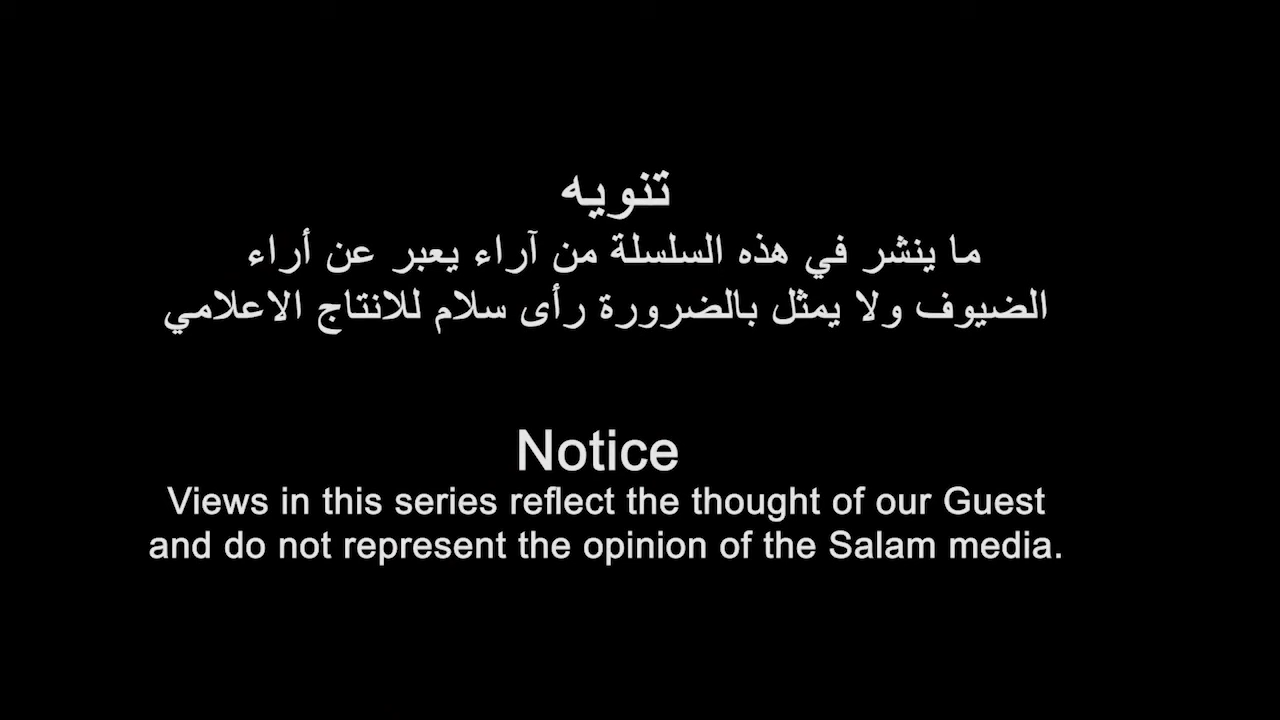 تنويه
ما ينشر في هذه السلسلة من آراء يعبر عن أراء
الضيوف ولا يمثل بالضرورة رأى سلام للانتاج الاعلامي
Notice
Views in this series reflect the thought of our Guest
and do not represent the opinion of the Salam media.